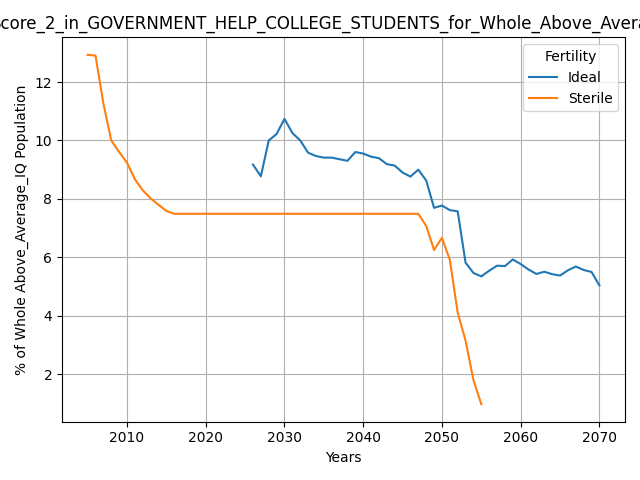 core_2_in_GOVERNMENT_HELP_COLLEGE_STUDENTS_for_Whole_Above_Avera
% of Whole Above_Average_IQ Population
12
10
8
6
4
2
Fertility
Ideal
Sterile
2010 2020 2030 2040 2050 2060 2070
Years